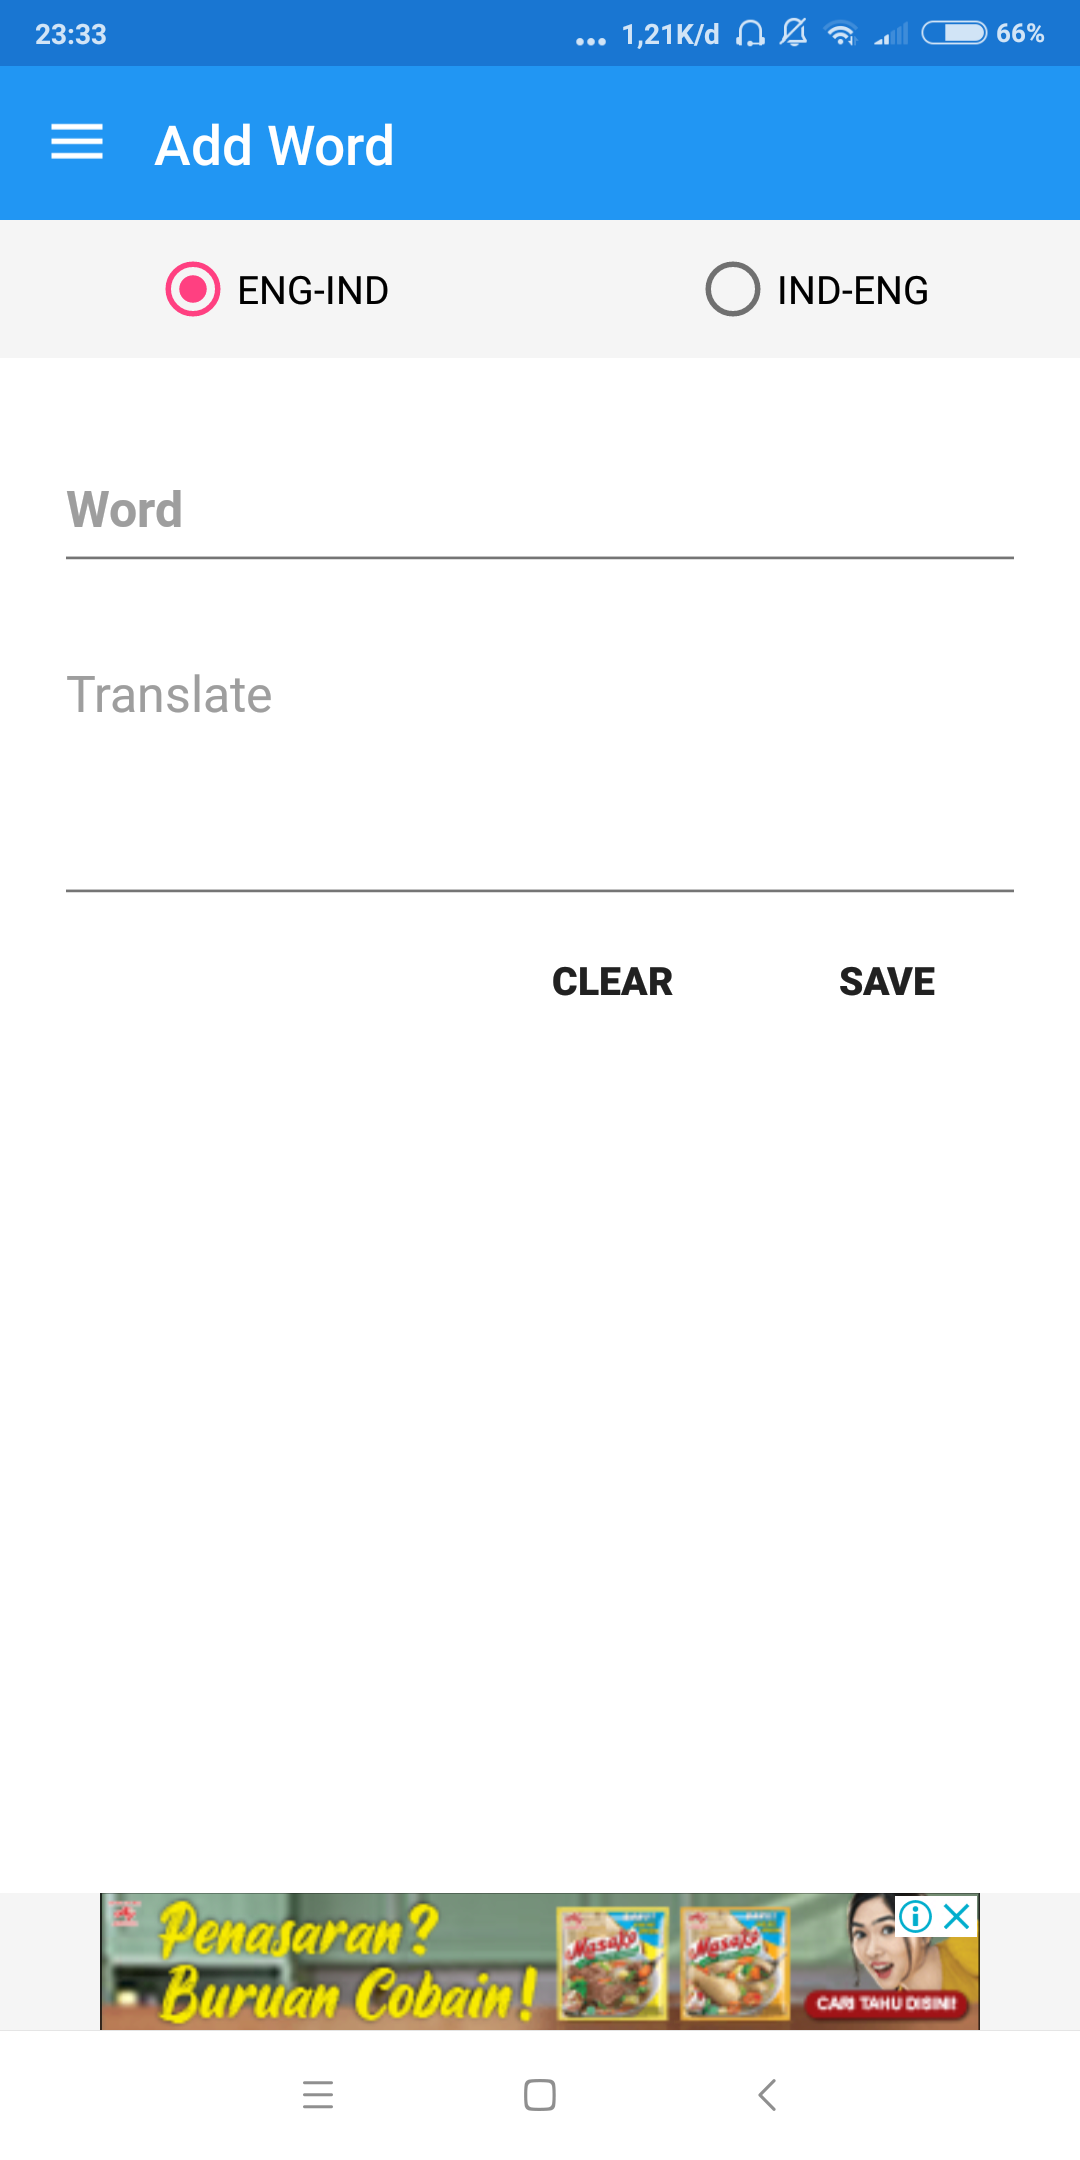 23:33 ... 1,21K/d 66%
Add Word
ENG-IND IND-ENG
Word
Translate
CLEAR SAVE
Penasaran?
Buruan Cobain!
Masako Masako
CARI TAHU DISINI!